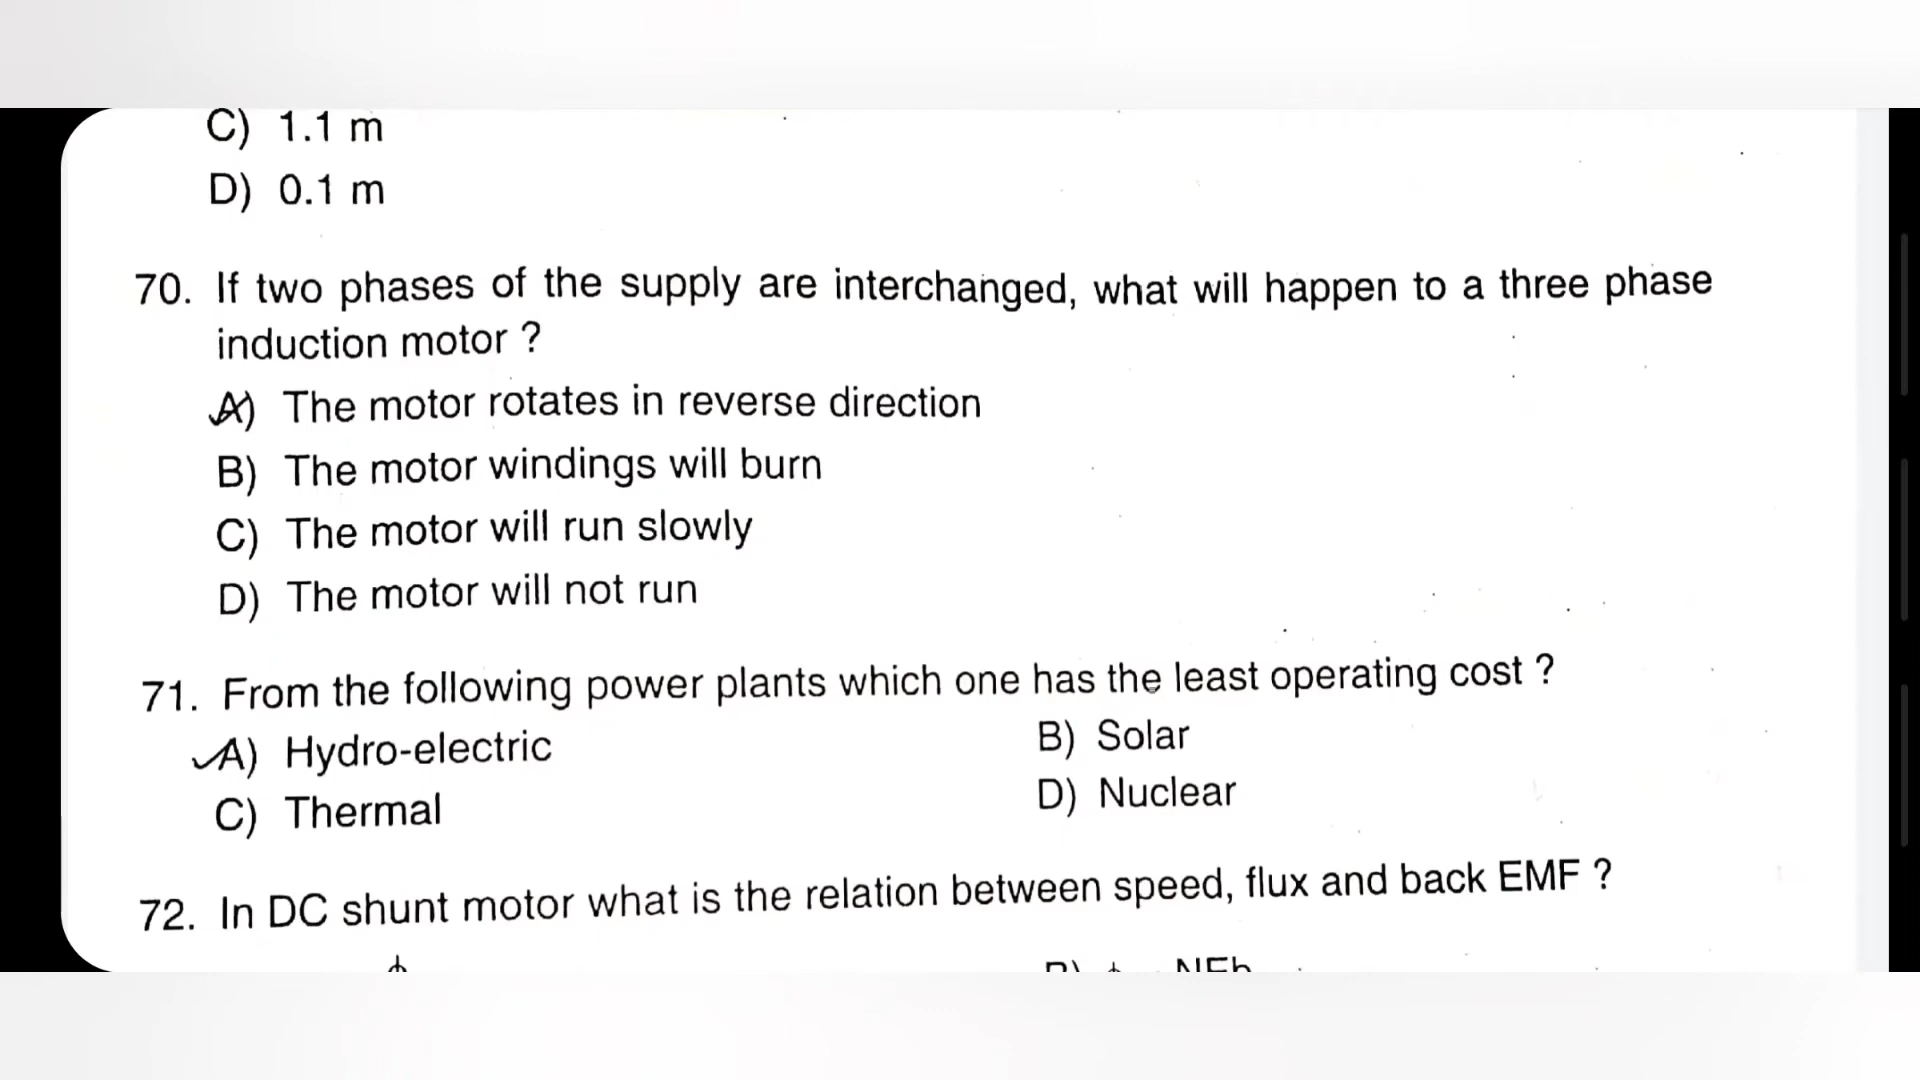 C) 1.1 m
D) 0.1 m
70. If two phases of the supply are interchanged, what will happen to a three phase
induction motor ?
A) The motor rotates in reverse direction
B) The motor windings will burn
C) The motor will run slowly
D) The motor will not run
71. From the following power plants which one has the least operating cost ?
A) Hydro-electric B) Solar
C) Thermal D) Nuclear
72. In DC shunt motor what is the relation between speed, flux and back EMF ?